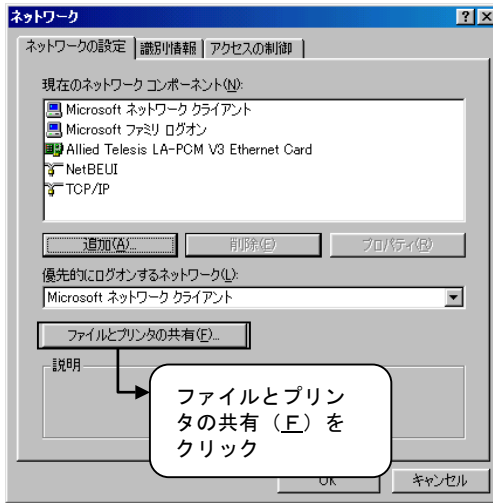 ネットワーク
ネットワークの設定 識別情報 アクセスの制御
現在のネットワーク コンポーネント(N):
Microsoft ネットワーク クライアント
Microsoft ファミリ ログオン
Allied Telesis LA-PCM V3 Ethernet Card
NetBEUI
TCP/IP
追加(A)... 削除(E) プロパティ(R)
優先的にログオンするネットワーク(L):
Microsoft ネットワーク クライアント
ファイルとプリンタの共有(F)...
説明
ファイルとプリン
タの共有（F）を
クリック
OK キャンセル